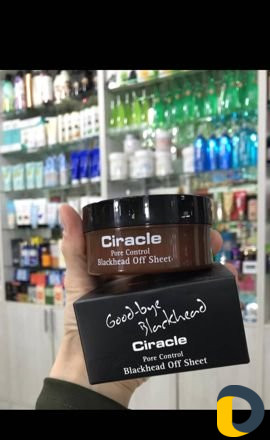 Ciracle
Pore Control
Blackhead Off Sheet
Good-bye
Blackhead
Ciracle
Pore Control
Blackhead Off Sheet